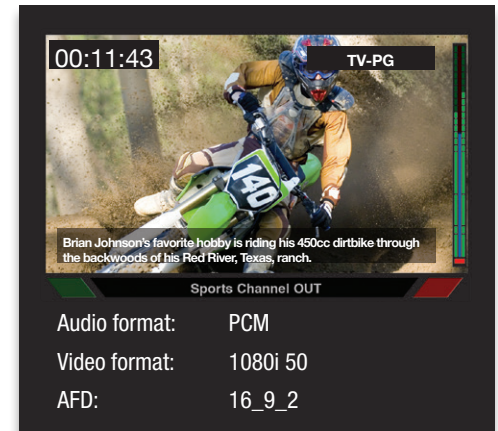 00:11:43
TV-PG
140
Brian Johnson's favorite hobby is riding his 450cc dirtbike through
the backwoods of his Red River, Texas, ranch.
Sports Channel OUT
Audio format: PCM
Video format: 1080i 50
AFD: 16_9_2